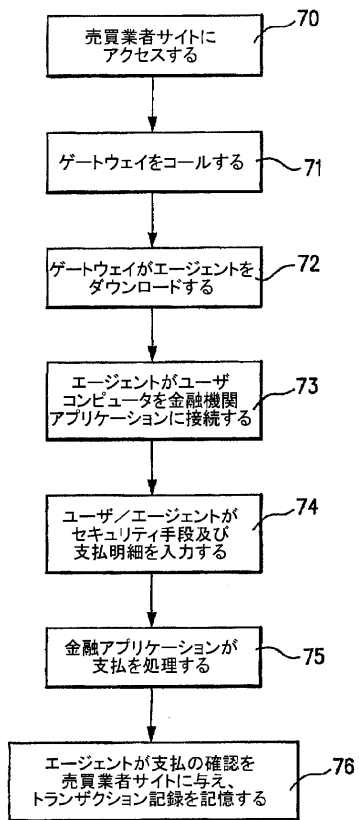 売買業者サイトに
アクセスする
70
ゲートウェイをコールする
71
ゲートウェイがエージェントを
ダウンロードする
72
エージェントがユーザ
コンピュータを金融機関
アプリケーションに接続する
73
ユーザ/エージェントが
セキュリティ手段及び
支払明細を入力する
74
金融アプリケーションが
支払を処理する
75
エージェントが支払の確認を
売買業者サイトに与え、
トランザクション記録を記憶する
76